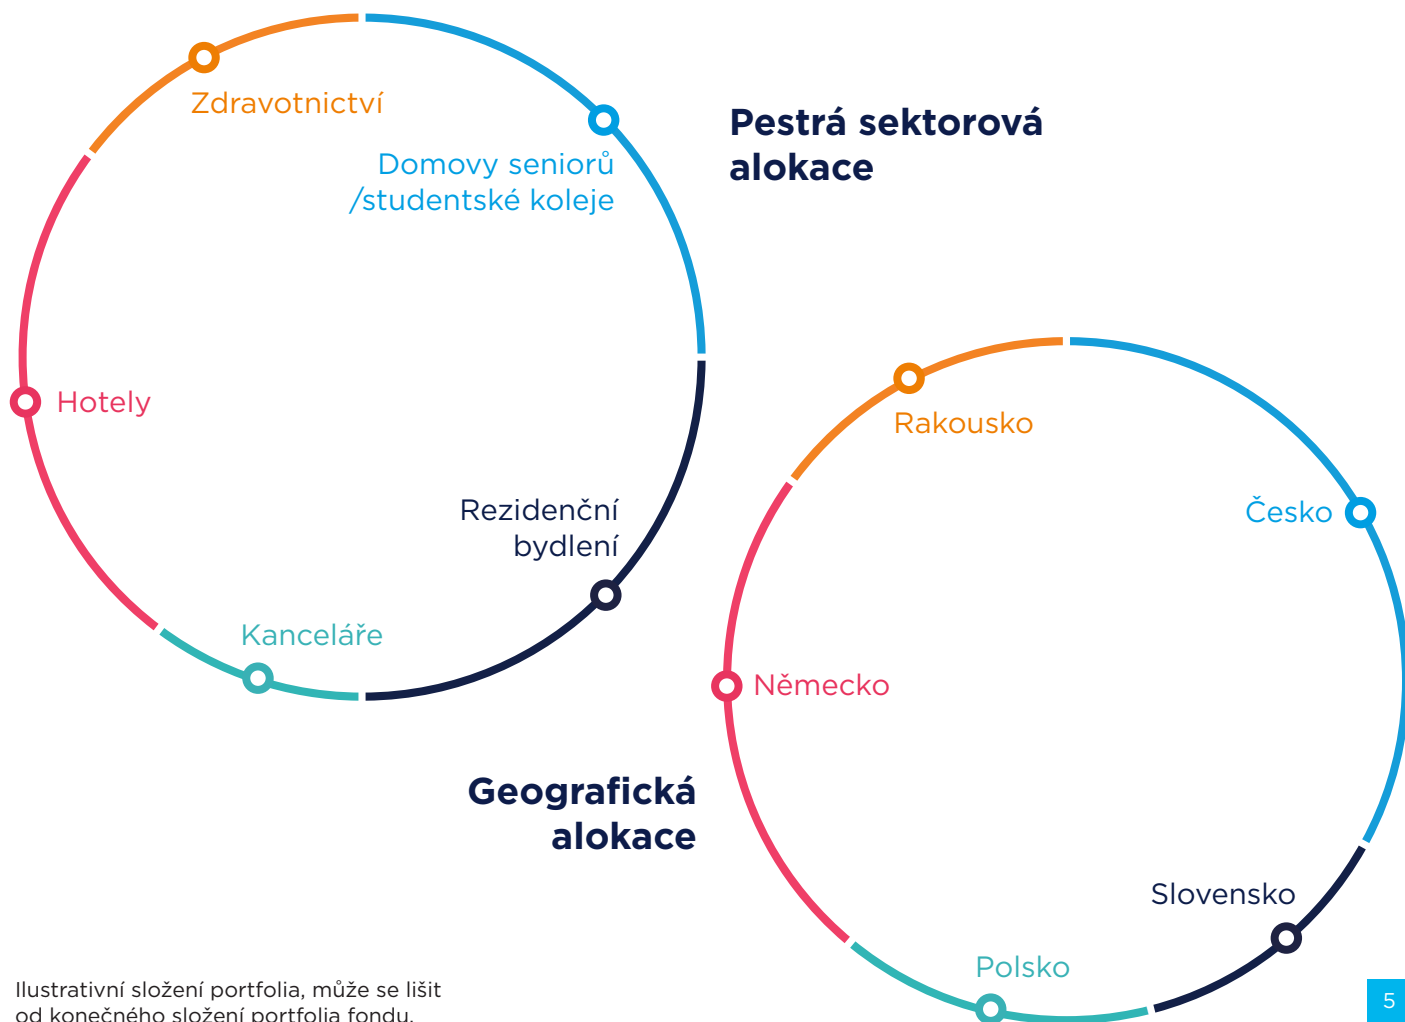 Zdravotnictví
Domovy seniorů
/studentské koleje
Pestrá sektorová
alokace
Hotely
Rezidenční
bydlení
Kanceláře
Rakousko
Česko
Německo
Geografická
alokace
Slovensko
Polsko
Ilustrativní složení portfolia, může se lišit
od konečného složení portfolia fondu.
5